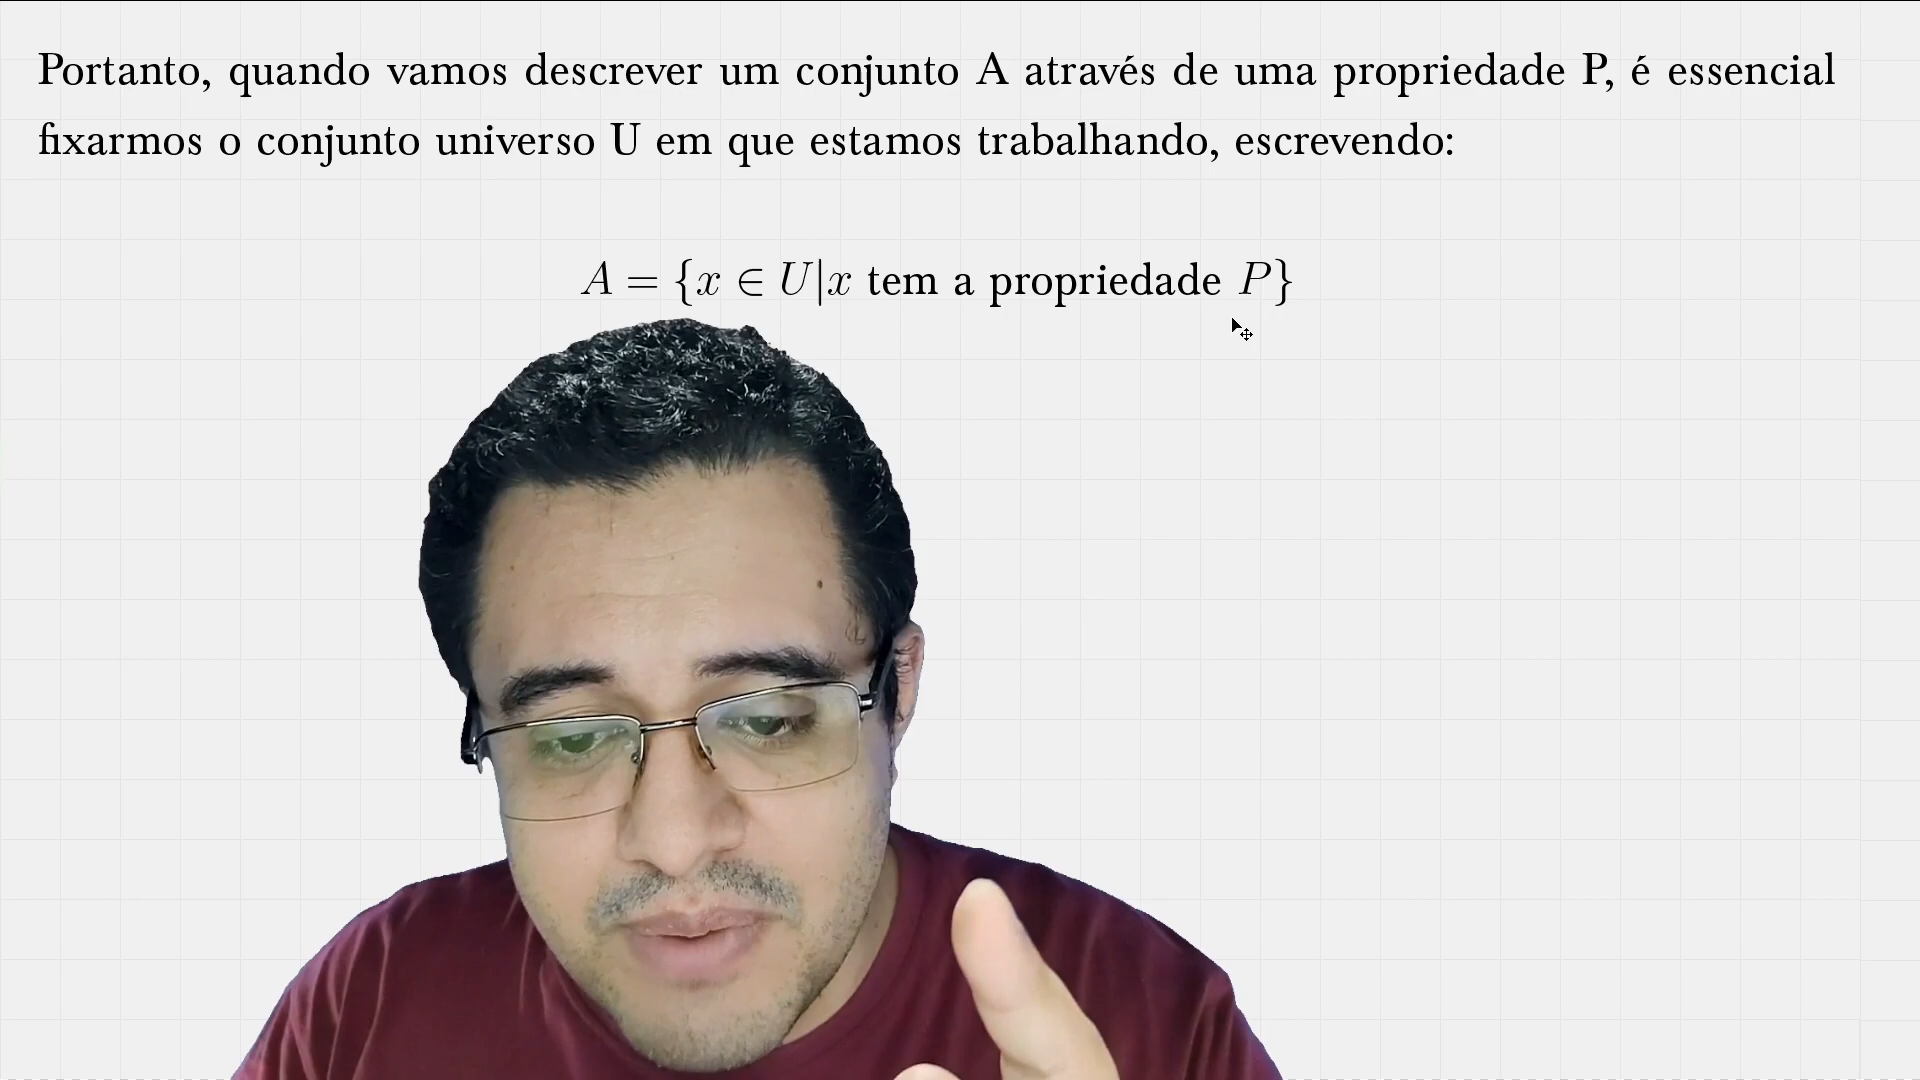 Portanto, quando vamos descrever um conjunto A através de uma propriedade P, é essencial
fixarmos o conjunto universo U em que estamos trabalhando, escrevendo:
A = {x ∈ U|x tem a propriedade P}